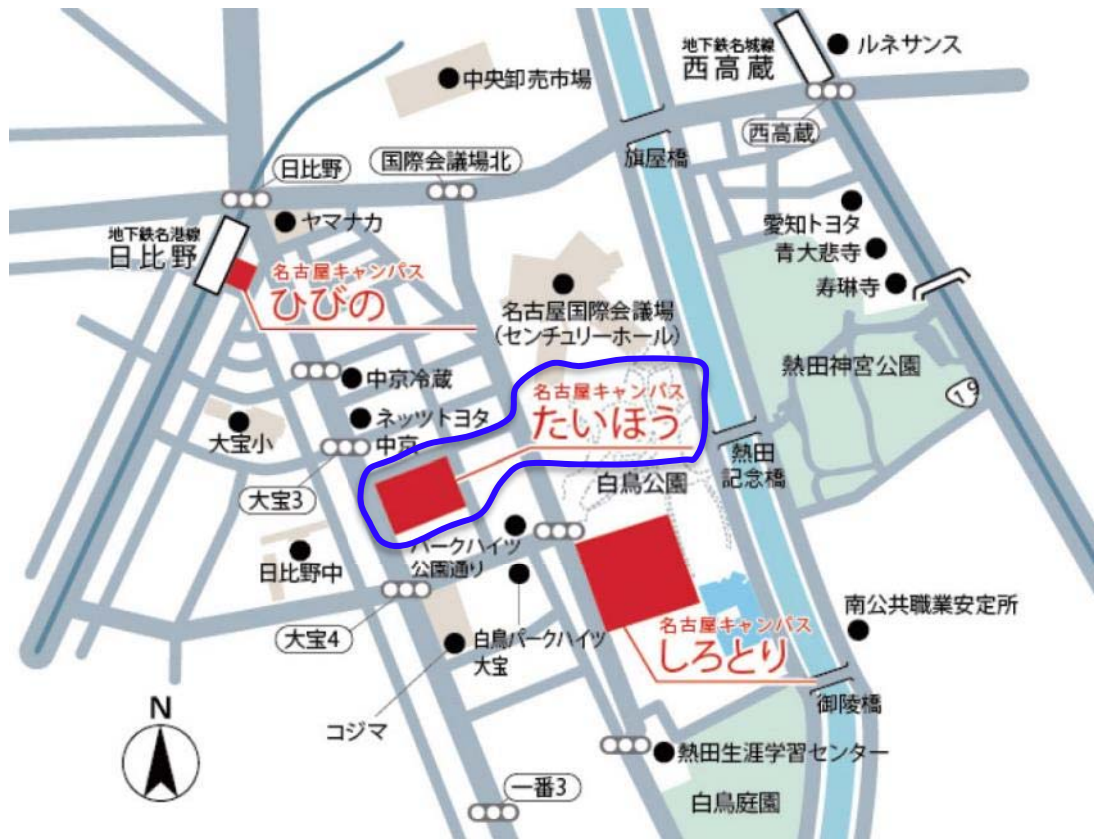 地下鉄名城線
西高蔵
ルネサンス
中央卸売市場
西高蔵
国際会議場北
日比野
旗屋橋
ヤマナカ
愛知トヨタ
地下鉄名港線
日比野
青大悲寺
名古屋キャンパス
ひびの
寿琳寺
名古屋国際会議場
(センチュリーホール)
熱田神宮公園
中京冷蔵
名古屋キャンパス
たいほう
19
ネッツトヨタ
中京
大宝小
熱田
記念橋
白鳥公園
大宝3
パークハイツ
公園通り
日比野中
南公共職業安定所
名古屋キャンパス
しろとり
大宝4
白鳥パークハイツ
大宝
御陵橋
N
コジマ
熱田生涯学習センター
一番3
白鳥庭園